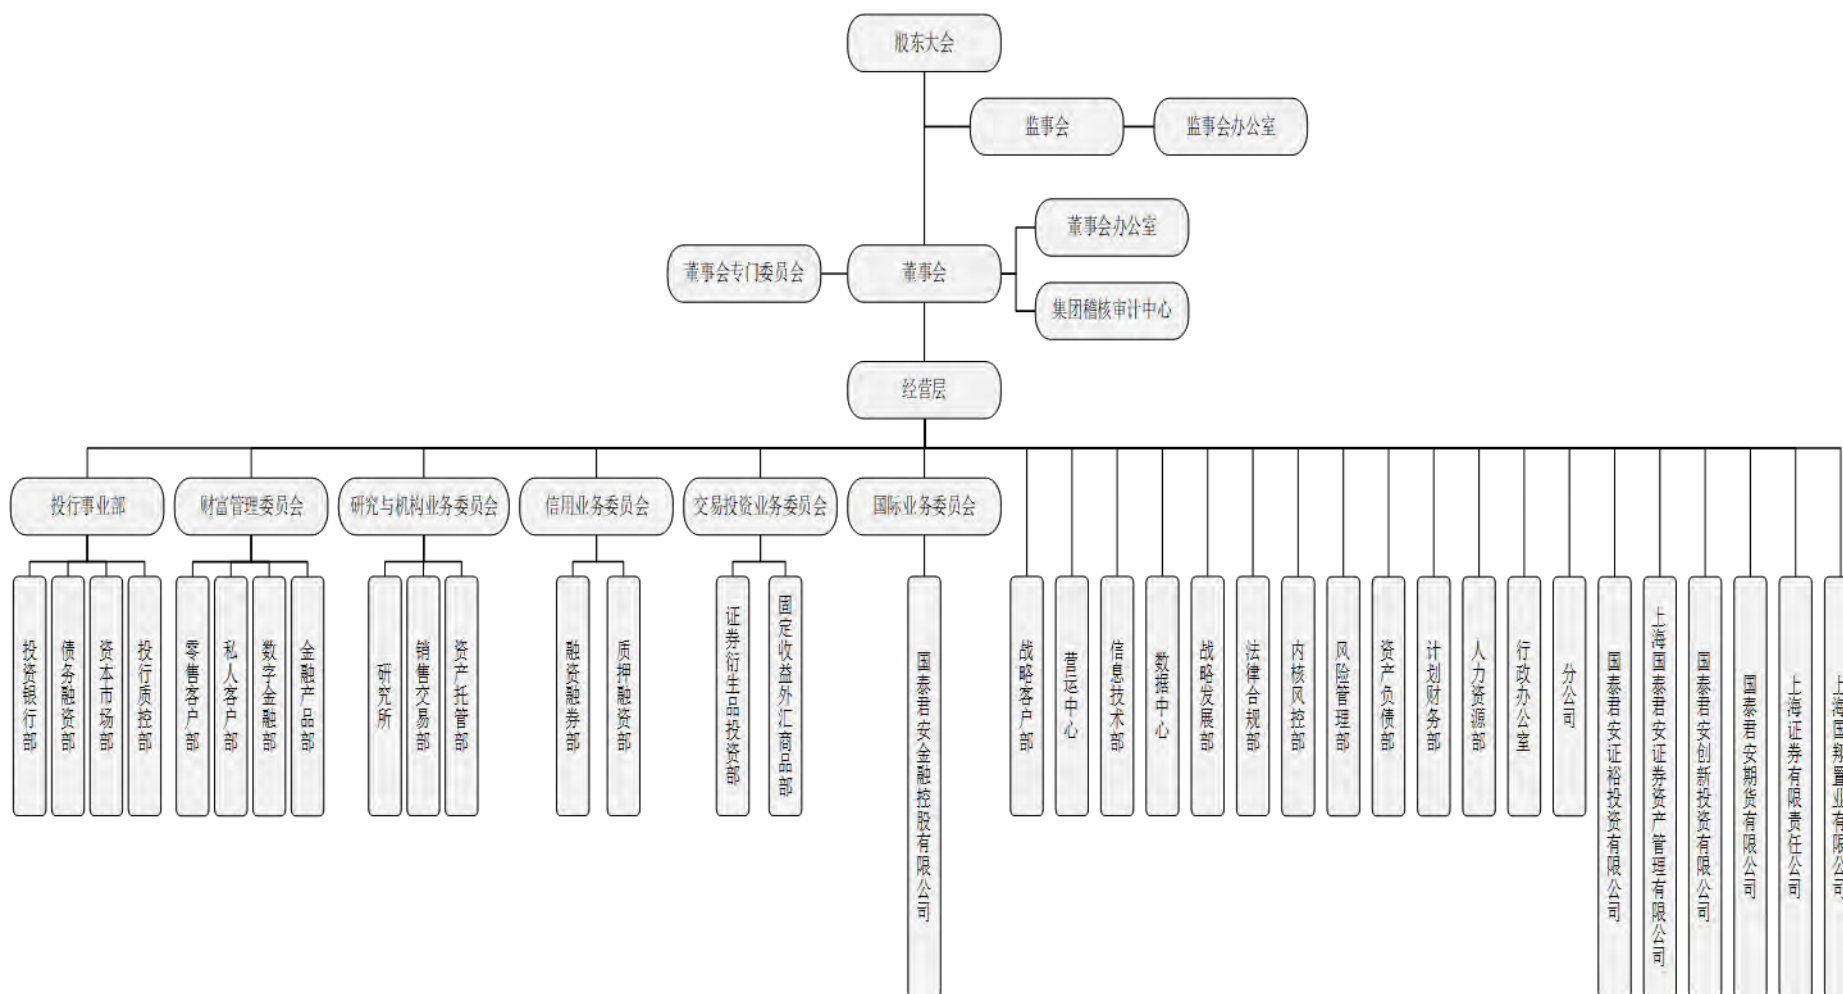 股东大会
监事会
监事会办公室
董事会办公室
董事会专门委员会
董事会
集团稽核审计中心
经营层
投行事业部
财富管理委员会
研究与机构业务委员会
信用业务委员会
交易投资业务委员会
国际业务委员会
投资银行部
债务融资部
资本市场部
投行质控部
零售客户部
私人客户部
数字金融部
金融产品部
研究所
销售交易部
资产托管部
融资融券部
质押融资部
证券衍生品投资部
固定收益外汇商品部
国泰君安金融控股有限公司
战略客户部
营运中心
信息技术部
数据中心
战略发展部
法律合规部
内核风控部
风险管理部
资产负债部
计划财务部
人力资源部
行政办公室
分公司
国泰君安证裕投资有限公司
上海国泰君安证券资产管理有限公司
国泰君安创新投资有限公司
国泰君安期货有限公司
上海证券有限责任公司
上海国翔置业有限公司